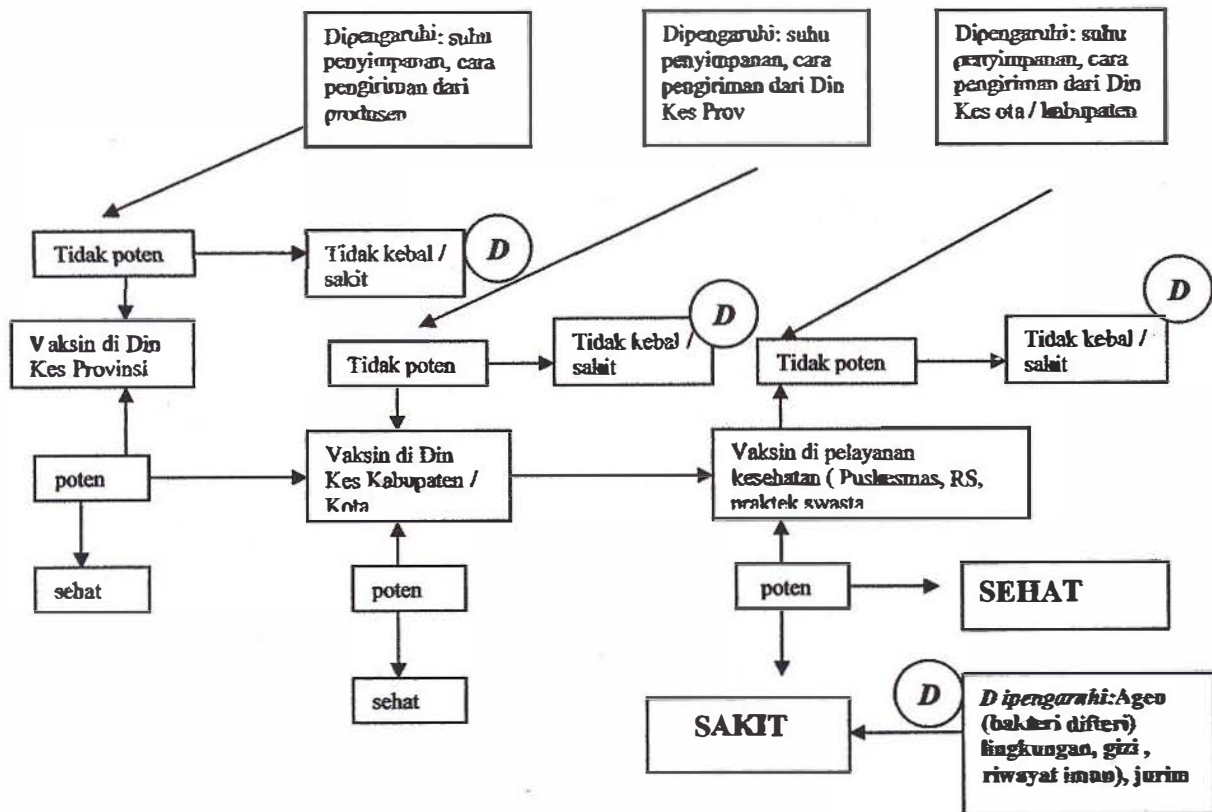 Dipengaruhi: suhu
penyimpanan, cara
pengiriman dari
produsen
Dipengaruhi: suhu
penyimpanan, cara
pengiriman dari Din
Kes Prov
Dipengaruhi: suhu
penyimpanan, cara
pengiriman dari Din
Kes ota / kabupaten
Tidak poten
Tidak kebal /
sakit
D
Vaksin di Din
Kes Provinsi
Tidak poten
Tidak kebal /
sakit
D
Tidak poten
Tidak kebal /
sakit
D
poten
Vaksin di Din
Kes Kabupaten /
Kota
Vaksin di pelayanan
kesehatan ( Puskesmas, RS,
praktek swasta
sehat
poten
poten
SEHAT
sehat
SAKIT
D
Dipengaruhi:Agen
(bakteri difteri)
lingkungan, gizi ,
riwayat imun), jurim